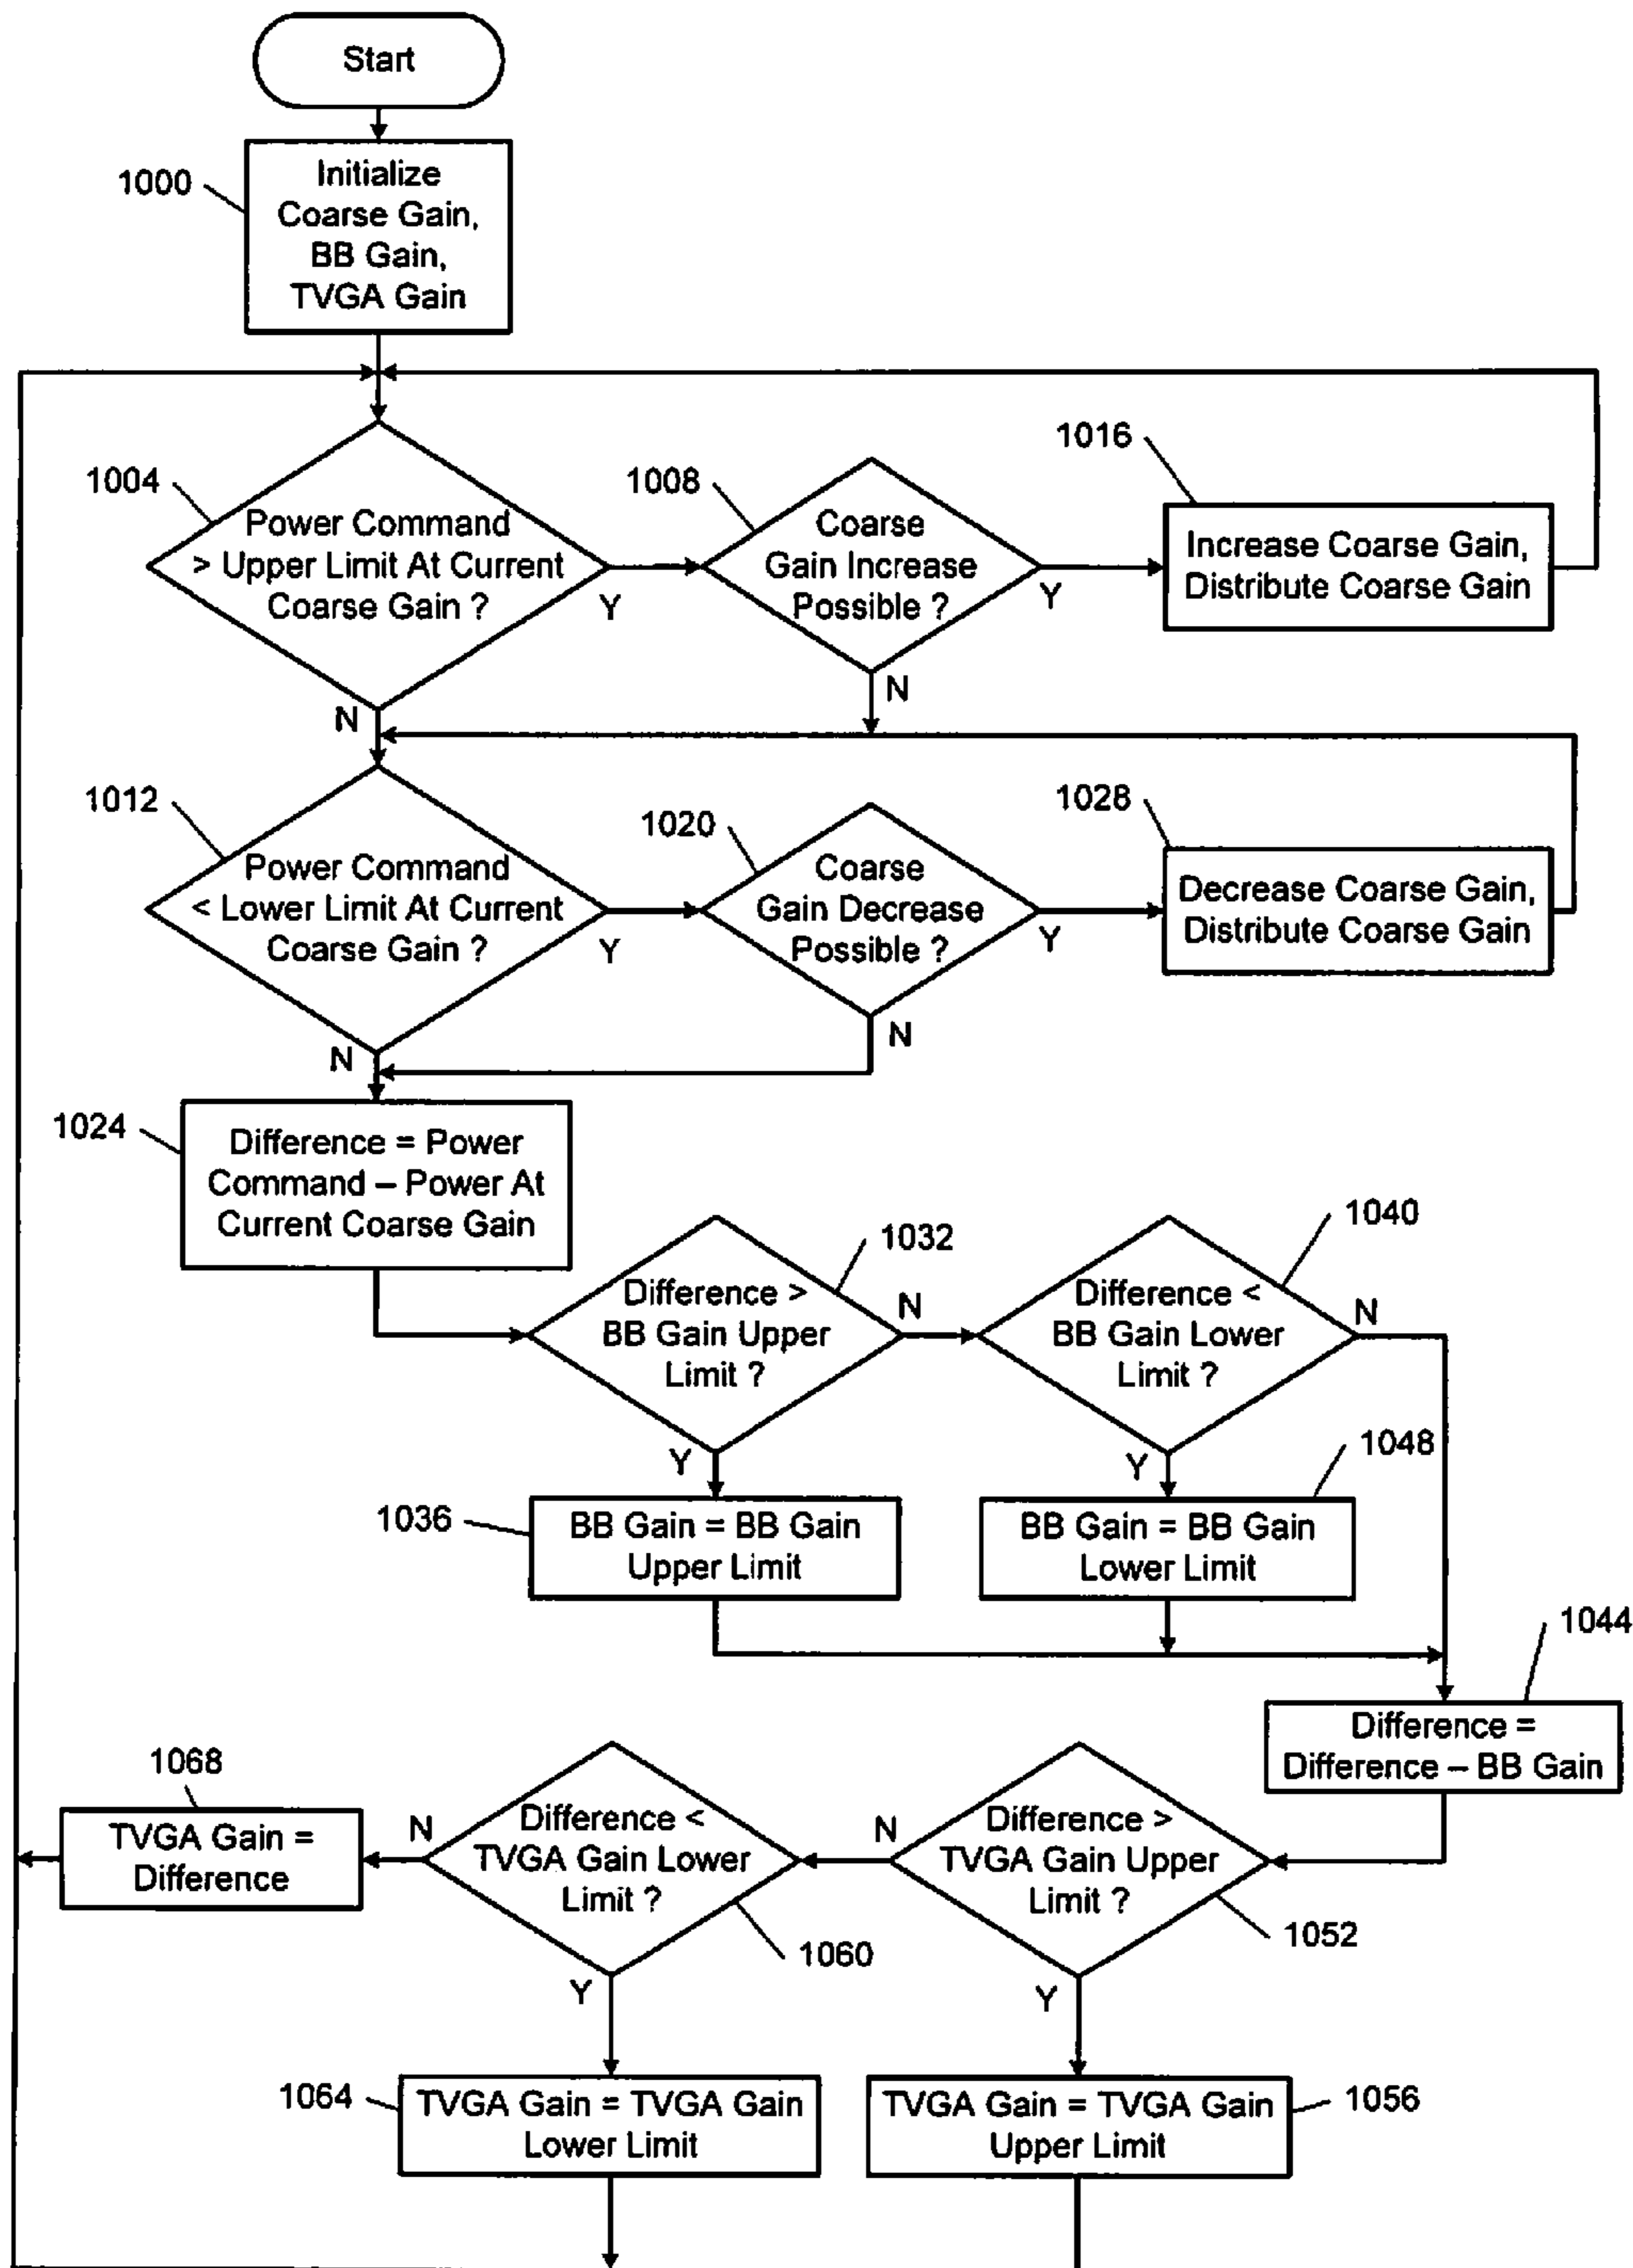 Start
1000
Initialize
Coarse Gain,
BB Gain,
TVGA Gain
1004
Power Command
> Upper Limit At Current
Coarse Gain ?
Y
N
1008
Coarse
Gain Increase
Possible ?
Y
N
1016
Increase Coarse Gain,
Distribute Coarse Gain
1012
Power Command
< Lower Limit At Current
Coarse Gain ?
Y
N
1020
Coarse
Gain Decrease
Possible ?
Y
N
1028
Decrease Coarse Gain,
Distribute Coarse Gain
1024
Difference = Power
Command – Power At
Current Coarse Gain
1032
Difference >
BB Gain Upper
Limit ?
N
Y
1040
Difference <
BB Gain Lower
Limit ?
N
Y
1036
BB Gain = BB Gain
Upper Limit
1048
BB Gain = BB Gain
Lower Limit
1044
Difference =
Difference – BB Gain
1052
Difference >
TVGA Gain Upper
Limit ?
N
Y
1060
Difference <
TVGA Gain Lower
Limit ?
N
Y
1068
TVGA Gain =
Difference
1064
TVGA Gain = TVGA Gain
Lower Limit
1056
TVGA Gain = TVGA Gain
Upper Limit